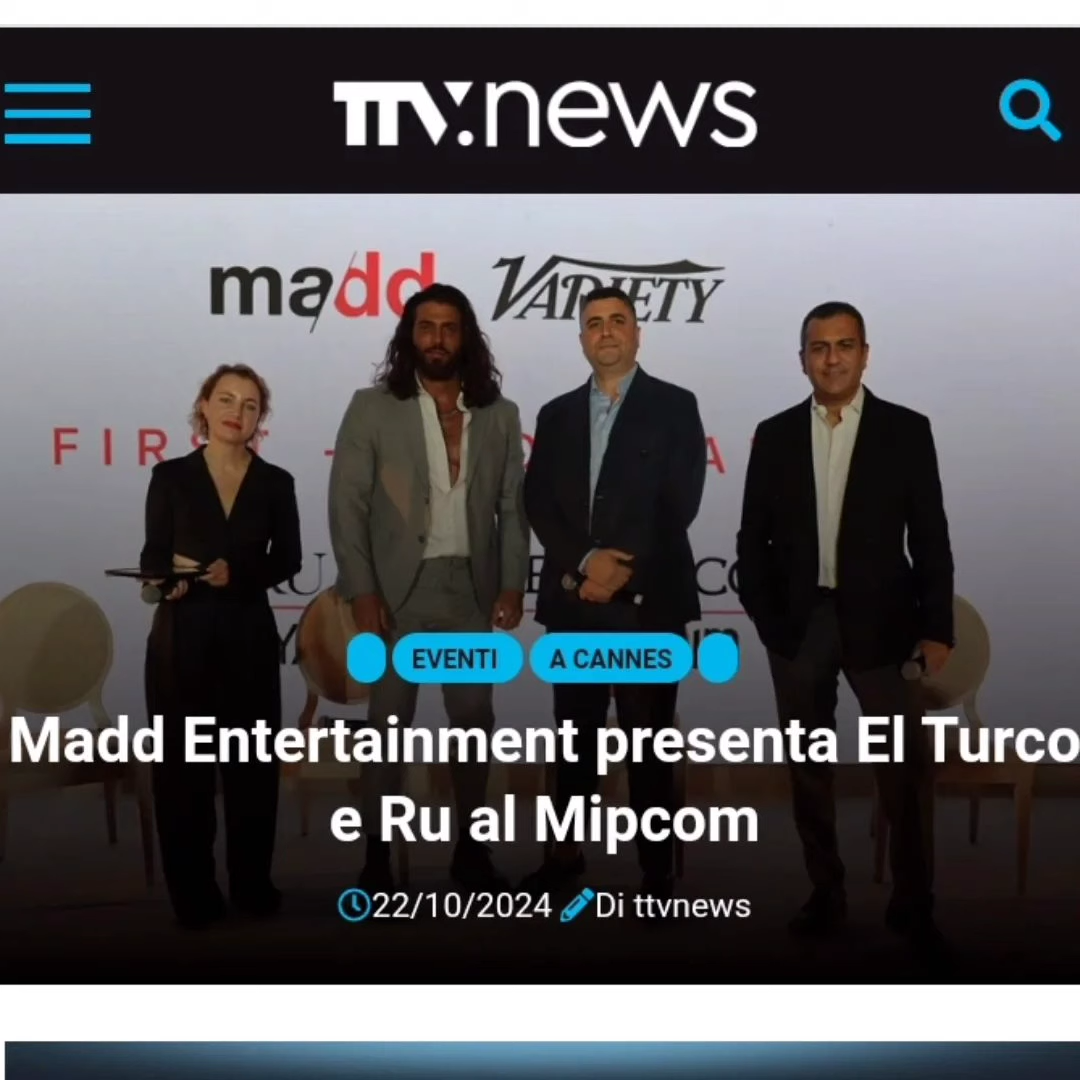 TTV.news
madd VARIETY
FIRST
EVENTI A CANNES
Madd Entertainment presenta El Turco
e Ru al Mipcom
22/10/2024 Di ttvnews